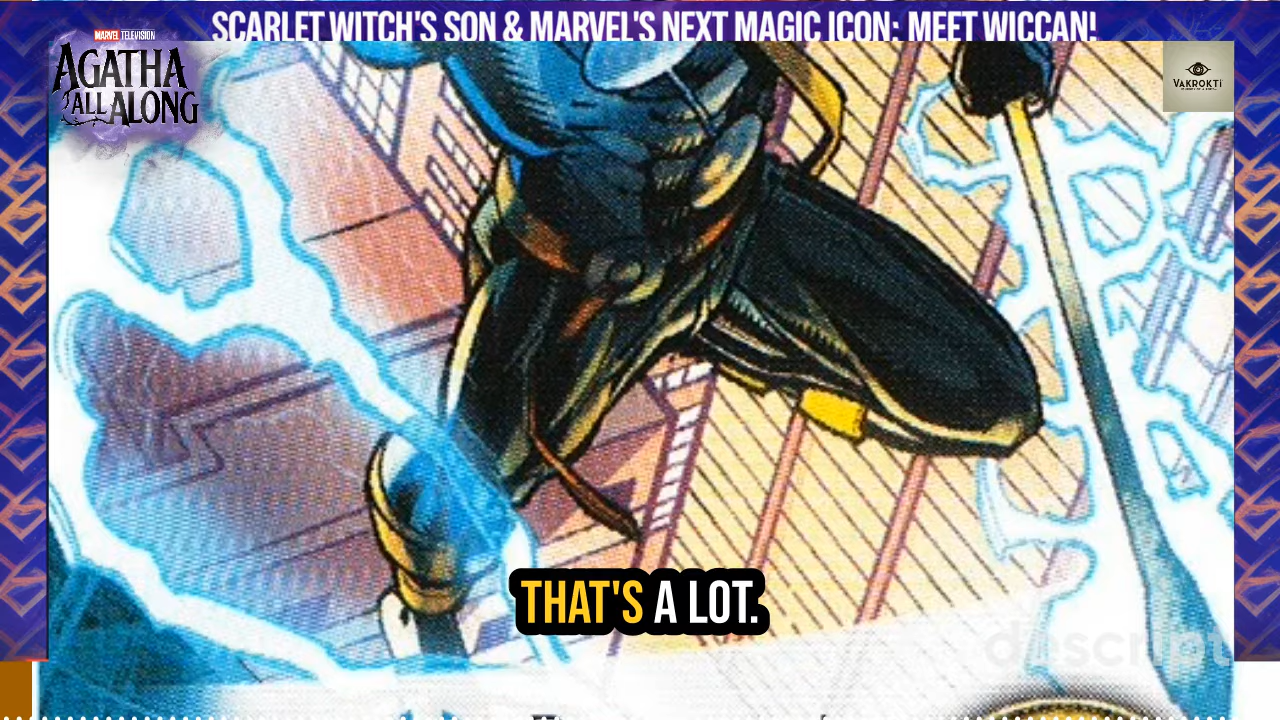 SCARLET WITCH'S SON & MARVEL'S NEXT MAGIC ICON: MEET WICCAN!
MARVEL TELEVISION
AGATHA
ALL ALONG
VAKROKTI
THAT'S A LOT.
descript